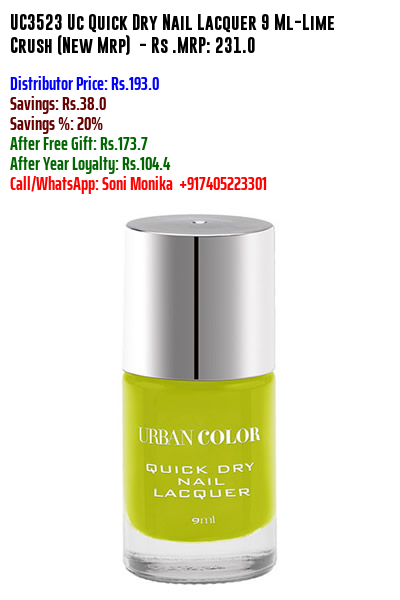 UC3523 Uc Quick Dry Nail Lacquer 9 Ml-Lime
Crush (New Mrp) - Rs .MRP: 231.0
Distributor Price: Rs.193.0
Savings: Rs.38.0
Savings %: 20%
After Free Gift: Rs.173.7
After Year Loyalty: Rs.104.4
Call/WhatsApp: Soni Monika +917405223301
URBAN COLOR
QUICK DRY
NAIL
LACQUER
9ml